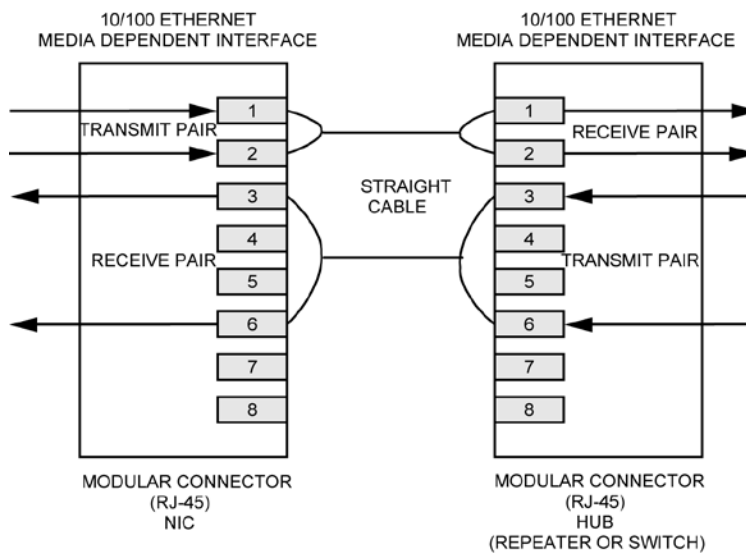 10/100 ETHERNET
MEDIA DEPENDENT INTERFACE
10/100 ETHERNET
MEDIA DEPENDENT INTERFACE
1
TRANSMIT PAIR
2
3
4
RECEIVE PAIR
5
6
7
8
STRAIGHT
CABLE
1
RECEIVE PAIR
2
3
4
TRANSMIT PAIR
5
6
7
8
MODULAR CONNECTOR
(RJ-45)
NIC
MODULAR CONNECTOR
(RJ-45)
HUB
(REPEATER OR SWITCH)